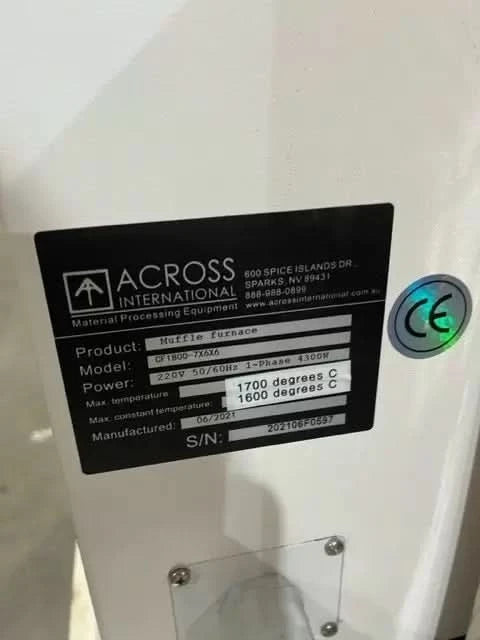 ACROSS
INTERNATIONAL
Material Processing Equipment
600 SPICE ISLANDS DR.,
SPARKS, NV 89431
888-988-0899
www.acrossinternational.com.au
Product: Muffle furnace
Model: CF1800-7X6X6
Power: 220V 50/60Hz 1-Phase 4300W
Max. temperature 1700 degrees C
Max. constant temperature: 1600 degrees C
Manufactured: 06/2021
S/N: 202106F0597
CE